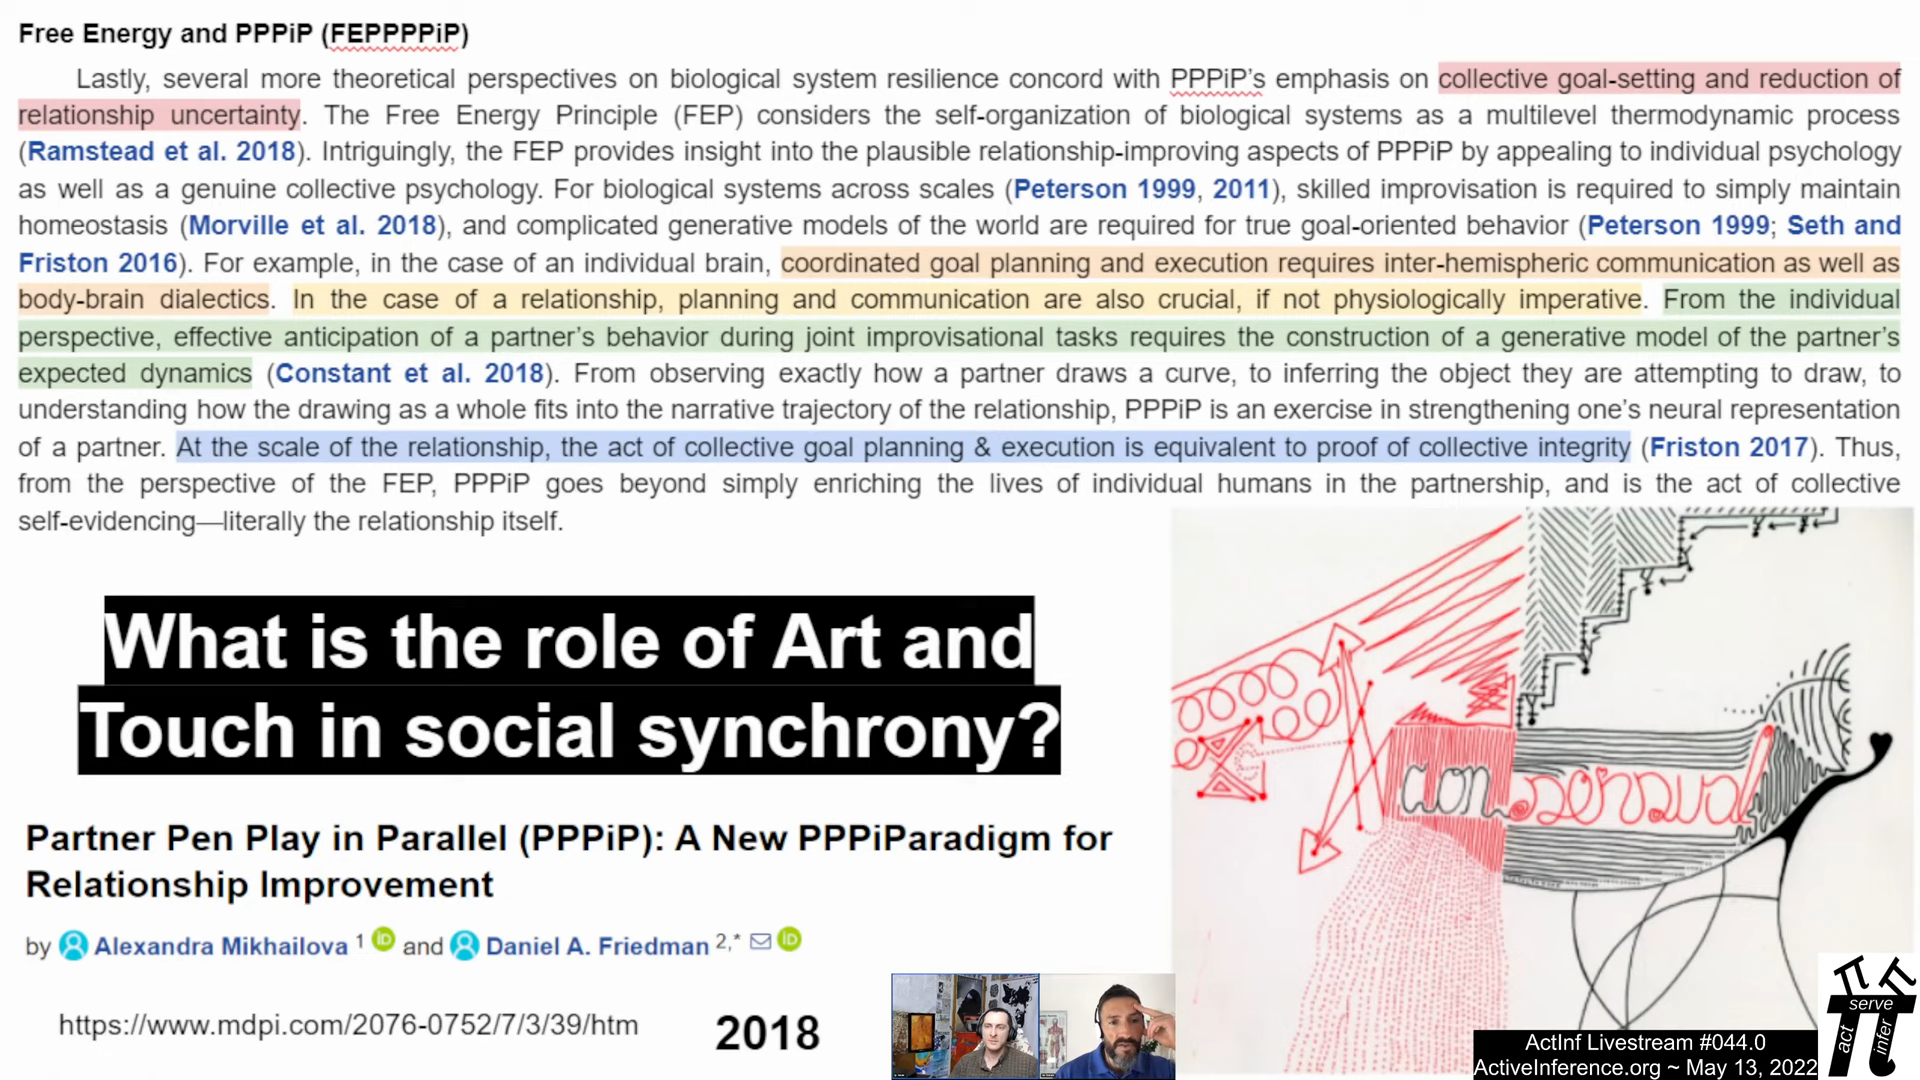 Free Energy and PPPiP (FEPPPPiP)
Lastly, several more theoretical perspectives on biological system resilience concord with PPPiP's emphasis on collective goal-setting and reduction of
relationship uncertainty. The Free Energy Principle (FEP) considers the self-organization of biological systems as a multilevel thermodynamic process
(Ramstead et al. 2018). Intriguingly, the FEP provides insight into the plausible relationship-improving aspects of PPPiP by appealing to individual psychology
as well as a genuine collective psychology. For biological systems across scales (Peterson 1999, 2011), skilled improvisation is required to simply maintain
homeostasis (Morville et al. 2018), and complicated generative models of the world are required for true goal-oriented behavior (Peterson 1999; Seth and
Friston 2016). For example, in the case of an individual brain, coordinated goal planning and execution requires inter-hemispheric communication as well as
body-brain dialectics. In the case of a relationship, planning and communication are also crucial, if not physiologically imperative. From the individual
perspective, effective anticipation of a partner's behavior during joint improvisational tasks requires the construction of a generative model of the partner's
expected dynamics (Constant et al. 2018). From observing exactly how a partner draws a curve, to inferring the object they are attempting to draw, to
understanding how the drawing as a whole fits into the narrative trajectory of the relationship, PPPiP is an exercise in strengthening one's neural representation
of a partner. At the scale of the relationship, the act of collective goal planning & execution is equivalent to proof of collective integrity (Friston 2017). Thus,
from the perspective of the FEP, PPPiP goes beyond simply enriching the lives of individual humans in the partnership, and is the act of collective
self-evidencing—literally the relationship itself.
What is the role of Art and
Touch in social synchrony?
Partner Pen Play in Parallel (PPPiP): A New PPPiParadigm for
Relationship Improvement
by Alexandra Mikhailova 1 iD and Daniel A. Friedman 2,* iD
https://www.mdpi.com/2076-0752/7/3/39/htm
2018
consensual
ActInf Livestream #044.0
ActiveInference.org ~ May 13, 2022
π π
serve
π
act infer